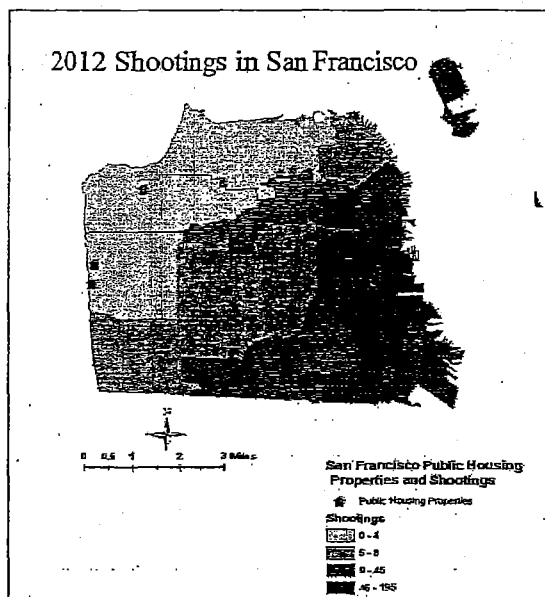 2012 Shootings in San Francisco
0 0.5 1 2 3 Miles
San Francisco Public Housing
Properties and Shootings
Public Housing Properties
Shootings
0 - 4
5 - 8
9 - 45
46 - 195